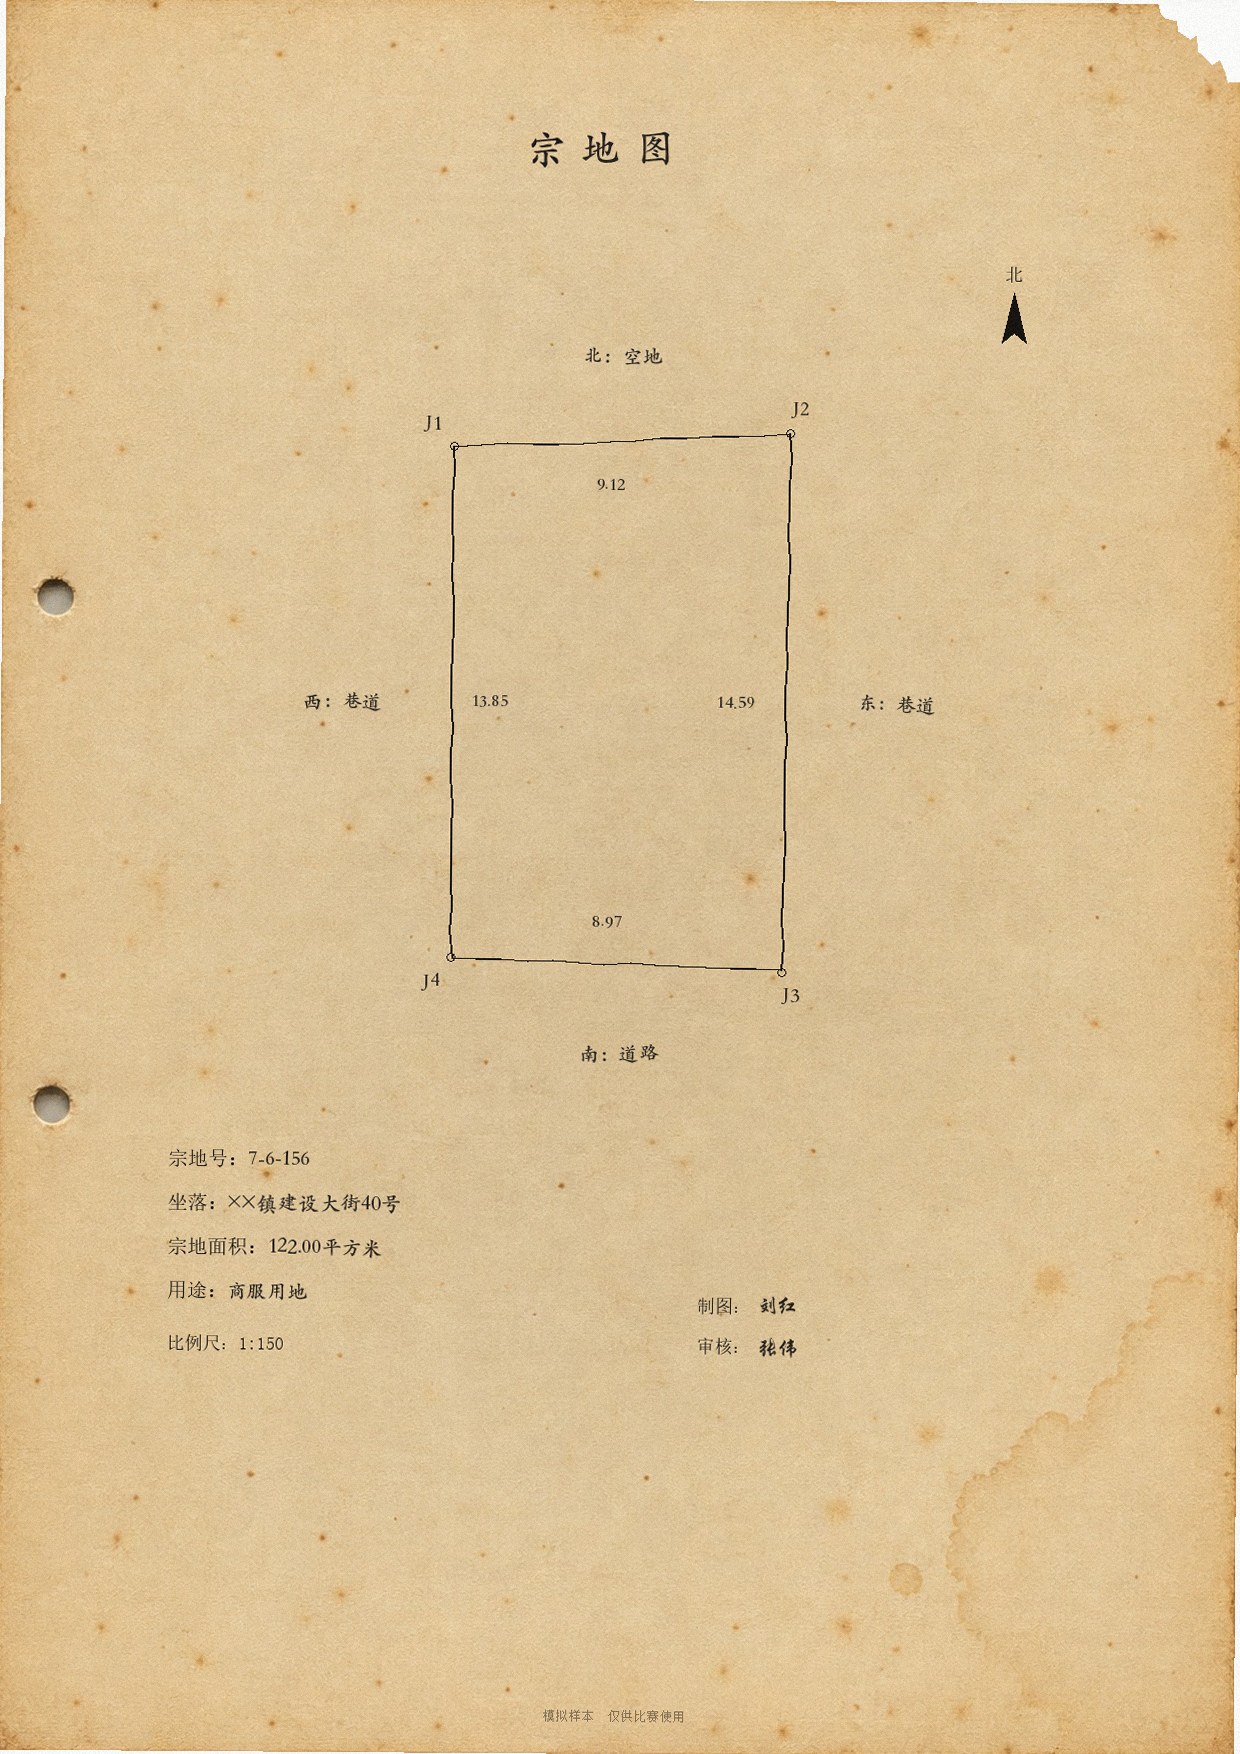 宗地图
北
北：空地
J1
J2
9.12
西：巷道
13.85
14.59
东：巷道
8.97
J4
J3
南：道路
宗地号：7-6-156
坐落：××镇建设大街40号
宗地面积：122.00平方米
用途：商服用地
比例尺：1:150
制图：刘红
审核：张伟
模拟样本 仅供比赛使用